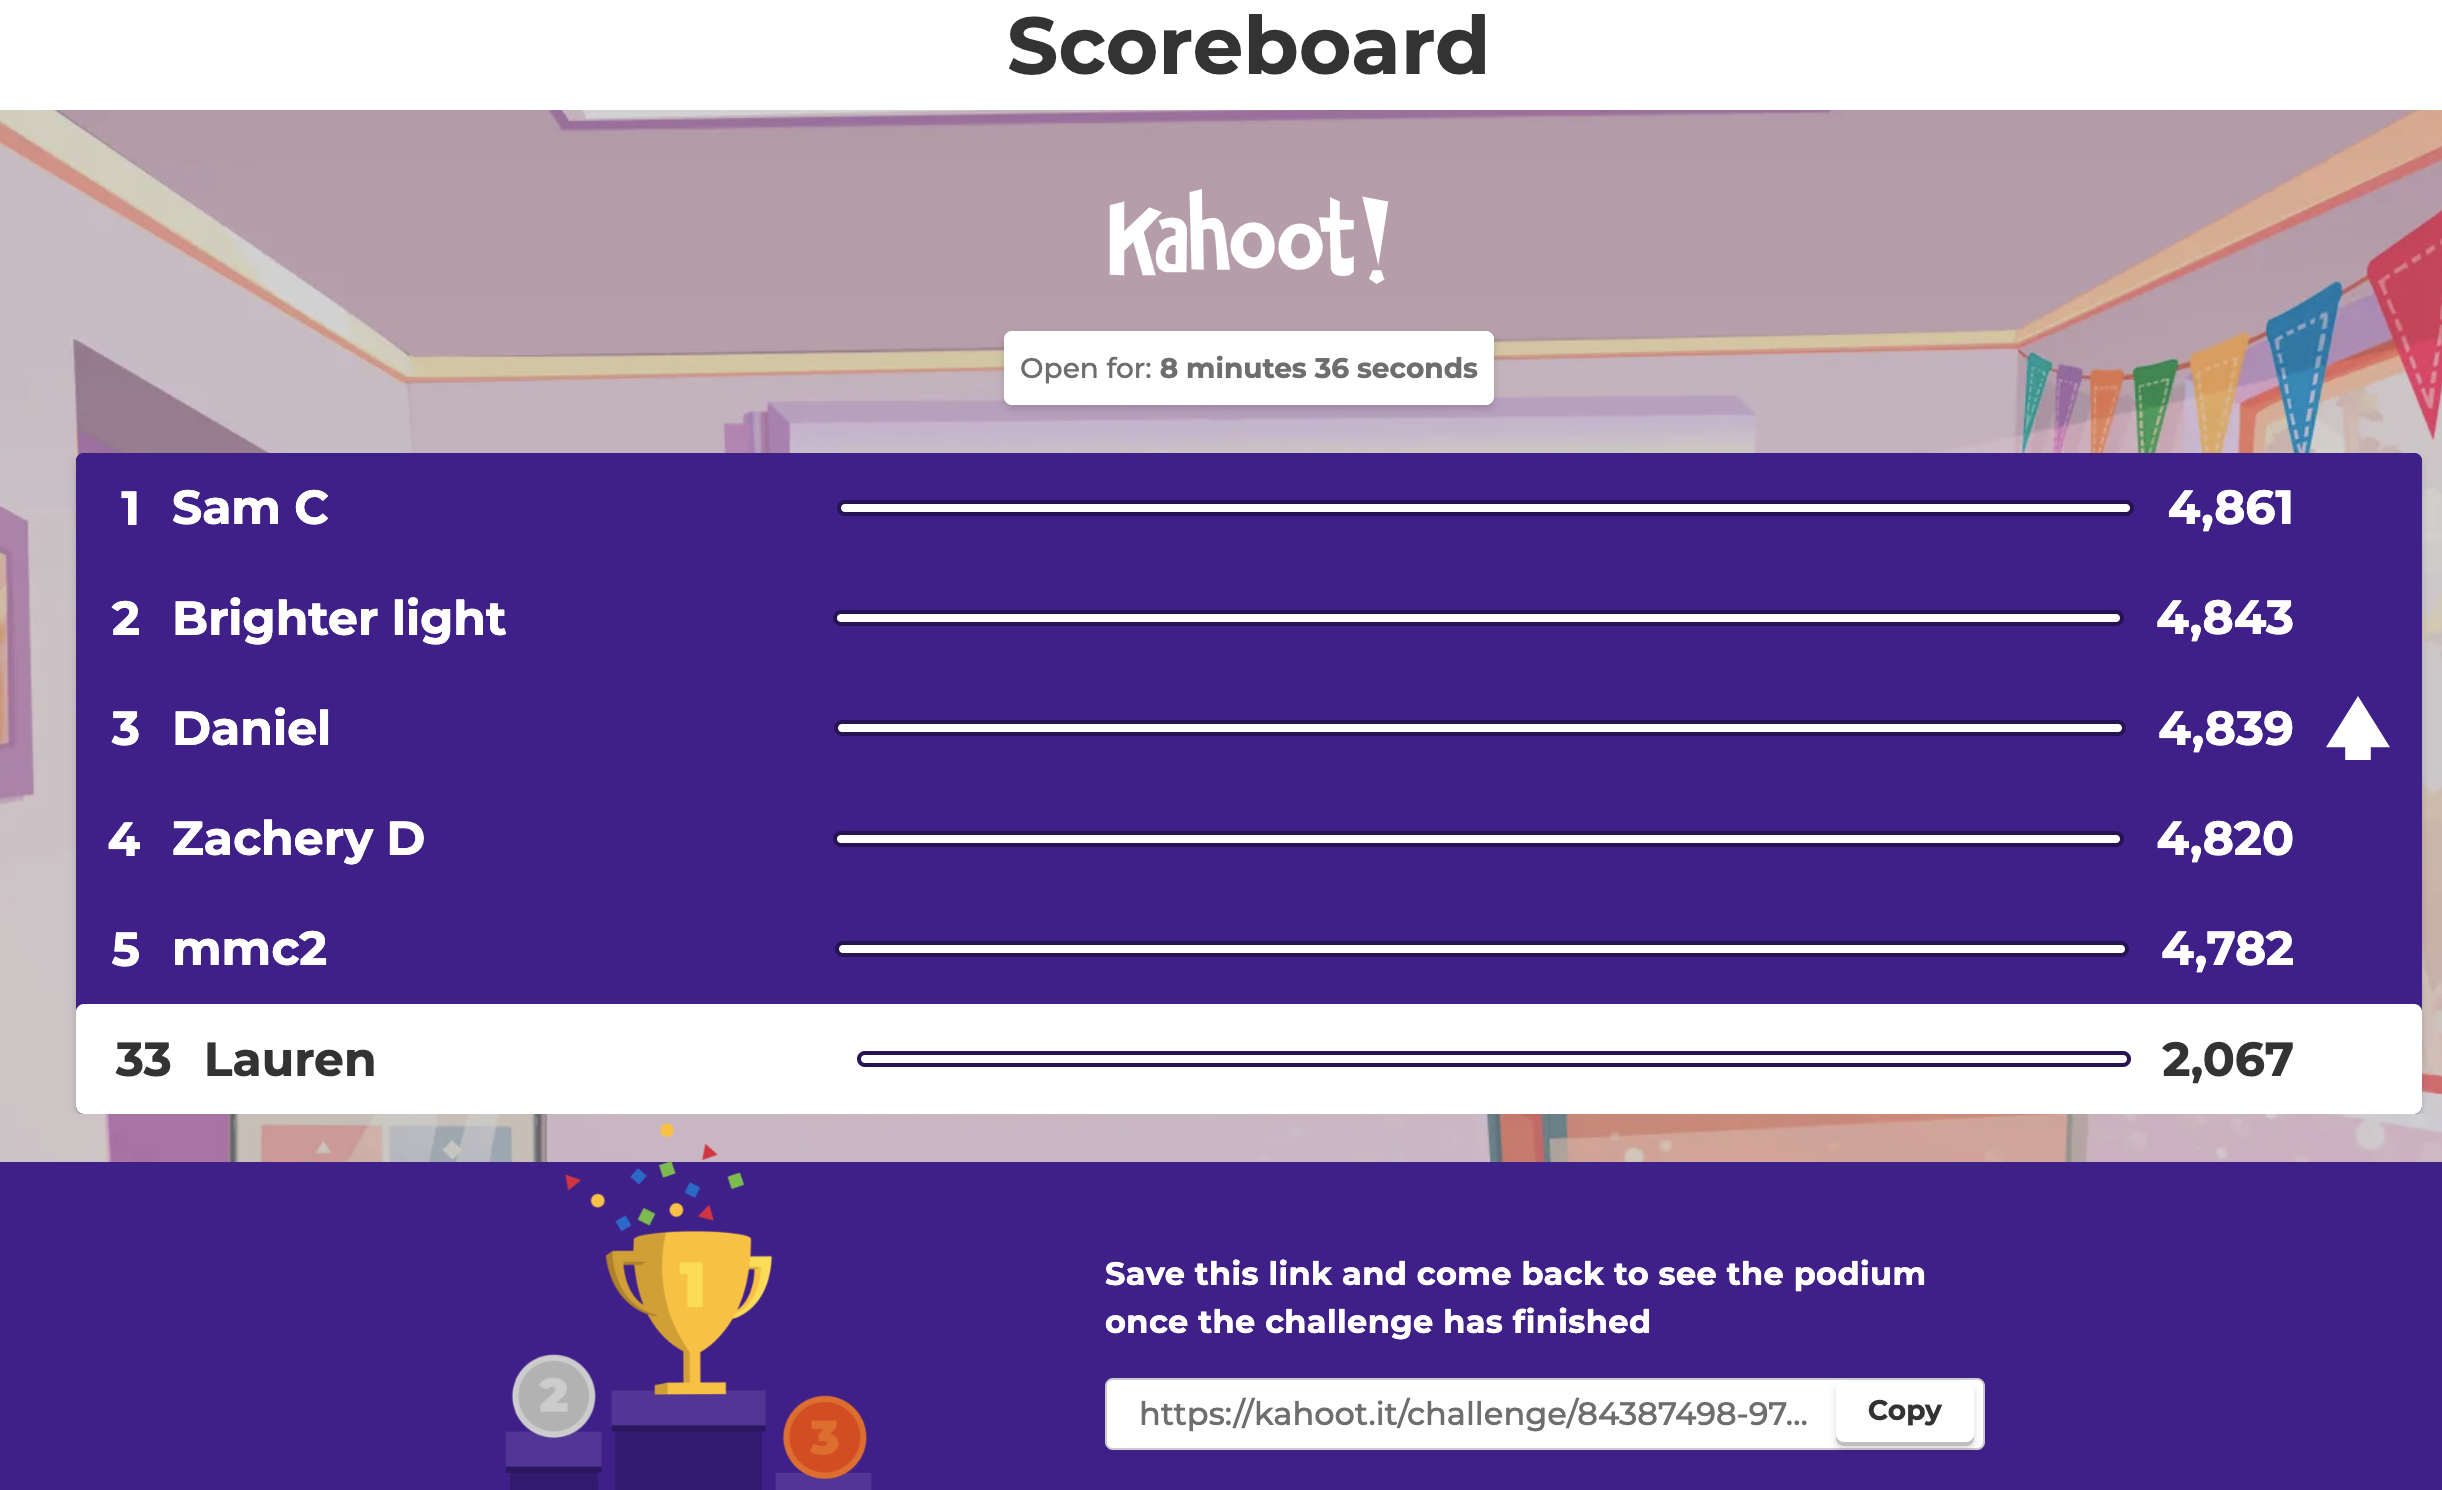 Scoreboard
Kahoot!
Open for: 8 minutes 36 seconds
1 Sam C 4,861
2 Brighter light 4,843
3 Daniel 4,839
4 Zachery D 4,820
5 mmc2 4,782
33 Lauren 2,067
1
2
3
Save this link and come back to see the podium
once the challenge has finished
https://kahoot.it/challenge/84387498-97... Copy